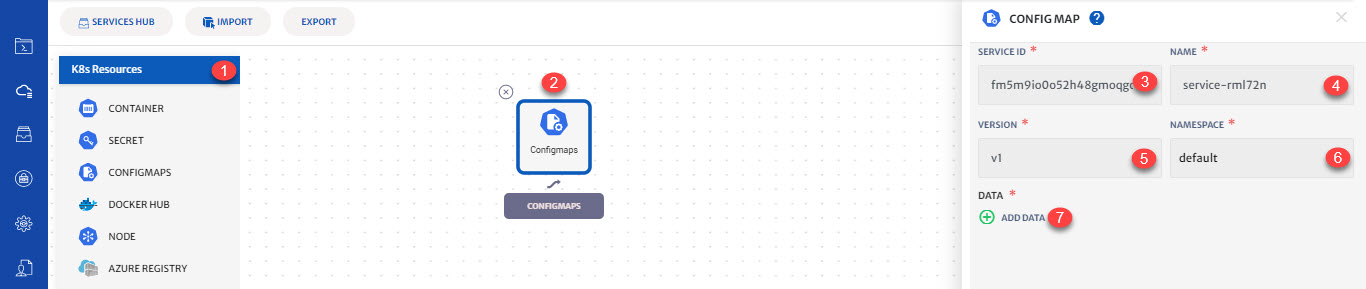 SERVICES HUB
IMPORT
EXPORT
K8s Resources
1
CONTAINER
SECRET
CONFIGMAPS
DOCKER HUB
NODE
AZURE REGISTRY
2
Configmaps
CONFIGMAPS
CONFIG MAP ?
SERVICE ID * NAME *
3 service-rml72n 4
VERSION * NAMESPACE *
v1 5 default 6
DATA *
ADD DATA 7